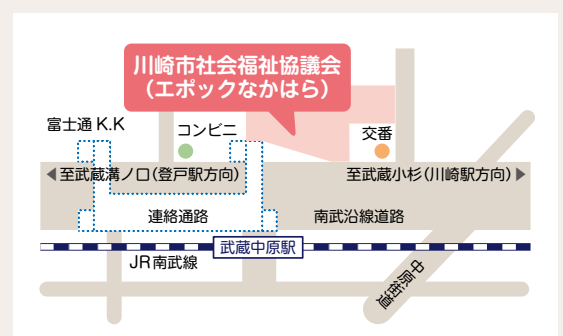 川崎市社会福祉協議会
（エポックなかはら）
富士通 K.K
コンビニ
交番
◀至武蔵溝ノ口（登戸駅方向）
至武蔵小杉（川崎駅方向）▶
連絡通路
南武沿線道路
武蔵中原駅
JR南武線
中原街道